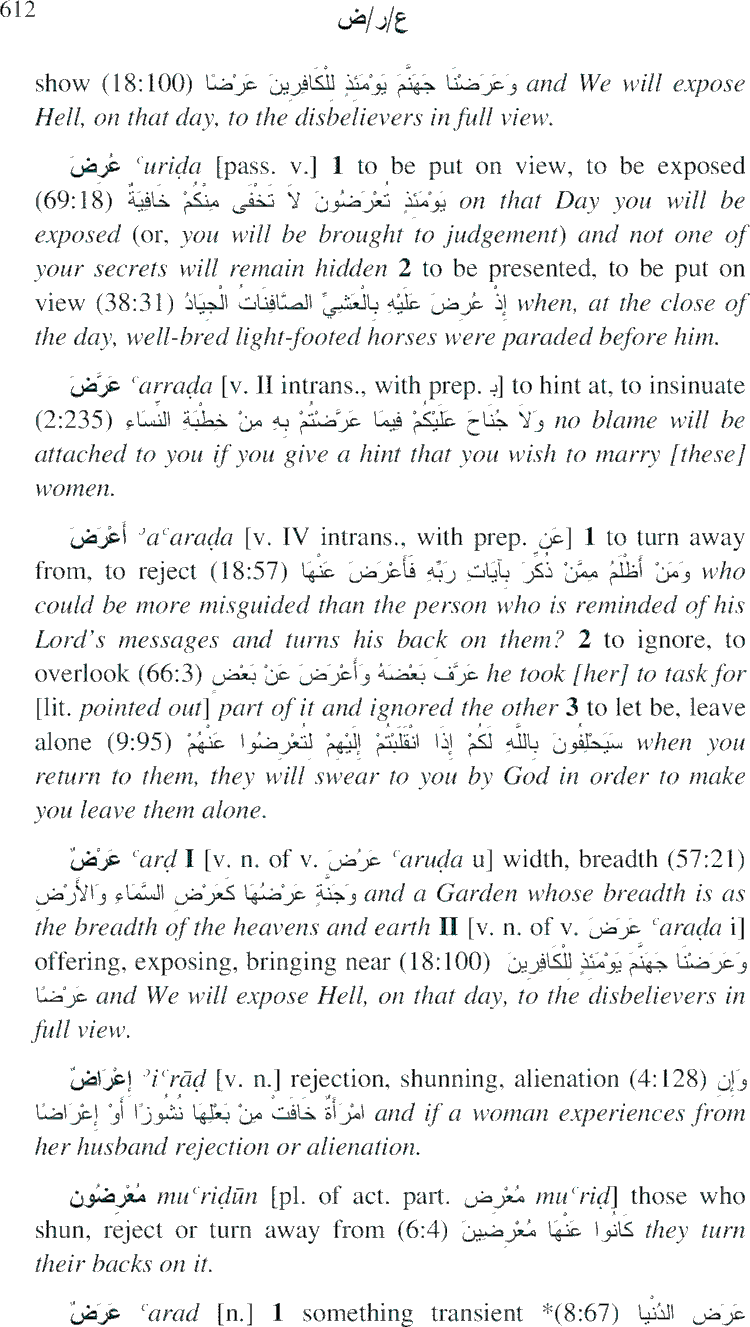 612
ع/ر/ض
show (18:100) وَعَرَضْنَا جَهَنَّمَ يَوْمَئِذٍ لِّلْكَافِرِينَ عَرْضًا and We will expose
Hell, on that day, to the disbelievers in full view.
عُرِضَ ʿuriḍa [pass. v.] 1 to be put on view, to be exposed
(69:18) يَوْمَئِذٍ تُعْرَضُونَ لاَ تَخْفَى مِنْكُمْ خَافِيَةٌ on that Day you will be
exposed (or, you will be brought to judgement) and not one of
your secrets will remain hidden 2 to be presented, to be put on
view (38:31) إِذْ عُرِضَ عَلَيْهِ بِالْعَشِيِّ الصَّافِنَاتُ الْجِيَادُ when, at the close of
the day, well-bred light-footed horses were paraded before him.
عَرَّضَ ʿarraḍa [v. II intrans., with prep. بـِ] to hint at, to insinuate
(2:235) وَلاَ جُنَاحَ عَلَيْكُمْ فِيمَا عَرَّضْتُمْ بِهِ مِنْ خِطْبَةِ النِّسَاءِ no blame will be
attached to you if you give a hint that you wish to marry [these]
women.
أَعْرَضَ ʾaʿaraḍa [v. IV intrans., with prep. عَنِ] 1 to turn away
from, to reject (18:57) وَمَنْ أَظْلَمُ مِمَّنْ ذُكِّرَ بِآيَاتِ رَبِّهِ فَأَعْرَضَ عَنْهَا who
could be more misguided than the person who is reminded of his
Lord's messages and turns his back on them? 2 to ignore, to
overlook (66:3) عَرَّفَ بَعْضَهُ وَأَعْرَضَ عَنْ بَعْضٍ he took [her] to task for
[lit. pointed out] part of it and ignored the other 3 to let be, leave
alone (9:95) سَيَحْلِفُونَ بِاللَّهِ لَكُمْ إِذَا انْقَلَبْتُمْ إِلَيْهِمْ لِتُعْرِضُوا عَنْهُمْ when you
return to them, they will swear to you by God in order to make
you leave them alone.
عَرْضٌ ʿarḍ I [v. n. of v. عَرُضَ ʿaruḍa u] width, breadth (57:21)
وَجَنَّةٍ عَرْضُهَا كَعَرْضِ السَّمَاءِ وَالأَرْضِ and a Garden whose breadth is as
the breadth of the heavens and earth II [v. n. of v. عَرَضَ ʿaraḍa i]
offering, exposing, bringing near (18:100) وَعَرَضْنَا جَهَنَّمَ يَوْمَئِذٍ لِّلْكَافِرِينَ
عَرْضًا and We will expose Hell, on that day, to the disbelievers in
full view.
إِعْرَاضٌ ʾiʿrāḍ [v. n.] rejection, shunning, alienation (4:128) وَإِنِ
امْرَأَةٌ خَافَتْ مِنْ بَعْلِهَا نُشُوزًا أَوْ إِعْرَاضًا and if a woman experiences from
her husband rejection or alienation.
مُعْرِضُون muʿriḍūn [pl. of act. part. مُعْرِض muʿriḍ] those who
shun, reject or turn away from (6:4) كَانُوا عَنْهَا مُعْرِضِينَ they turn
their backs on it.
عَرَضٌ ʿarad [n.] 1 something transient *(8:67) عَرَضَ الدُّنْيا